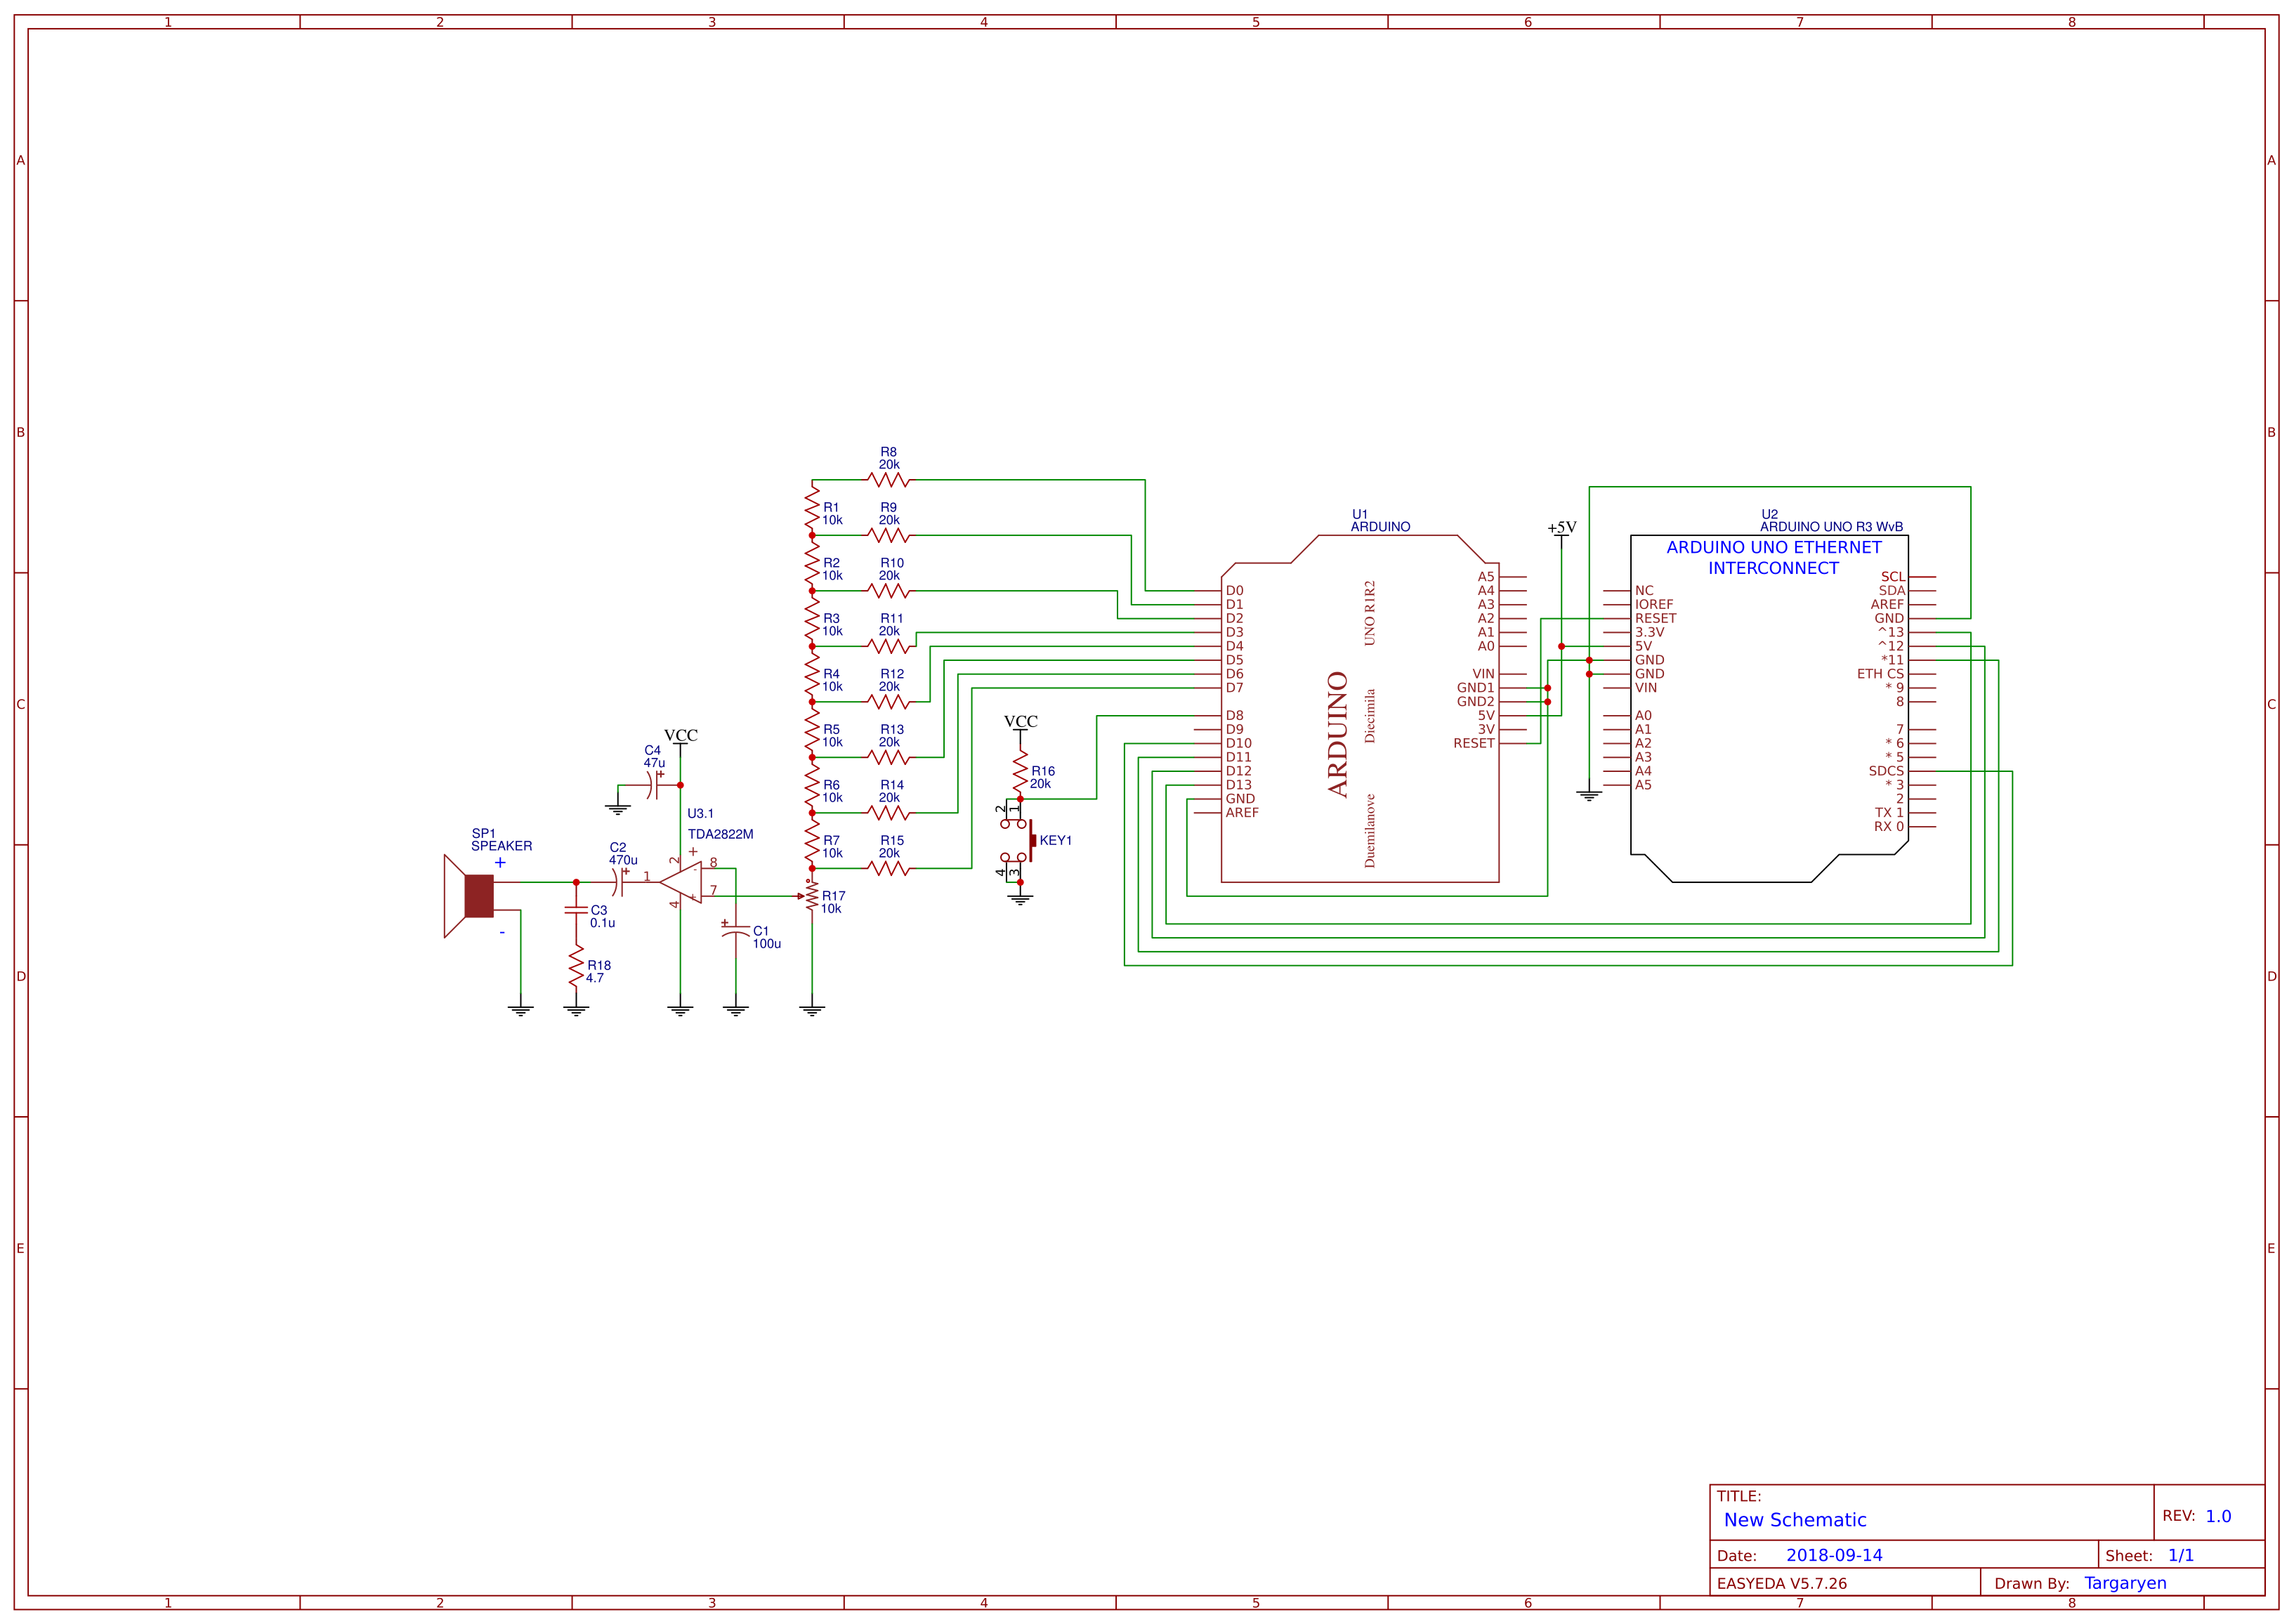 1 2 3 4 5 6 7 8
A A
B B
C C
D D
E E
R8
20k
R1
10k
R9
20k
R2
10k
R10
20k
R3
10k
R11
20k
R4
10k
R12
20k
R5
10k
R13
20k
R6
10k
R14
20k
R7
10k
R15
20k
R17
10k
VCC
C4
47u
U3.1
TDA2822M
+
2
8
-
1
7
+
4
SP1
SPEAKER
+
-
C2
470u
+
C3
0.1u
R18
4.7
+
C1
100u
VCC
R16
20k
2 1
KEY1
4 3
U1
ARDUINO
D0
D1
D2
D3
D4
D5
D6
D7
D8
D9
D10
D11
D12
D13
GND
AREF
ARDUINO
UNO R1R2
Diecimila
Duemilanove
A5
A4
A3
A2
A1
A0
VIN
GND1
GND2
5V
3V
RESET
+5V
U2
ARDUINO UNO R3 WvB
ARDUINO UNO ETHERNET
INTERCONNECT
NC
IOREF
RESET
3.3V
5V
GND
GND
VIN
A0
A1
A2
A3
A4
A5
SCL
SDA
AREF
GND
^13
^12
*11
ETH CS
* 9
8
7
* 6
* 5
SDCS
* 3
2
TX 1
RX 0
TITLE:
New Schematic
REV: 1.0
Date: 2018-09-14
Sheet: 1/1
EASYEDA V5.7.26
Drawn By: Targaryen
1 2 3 4 5 6 7 8